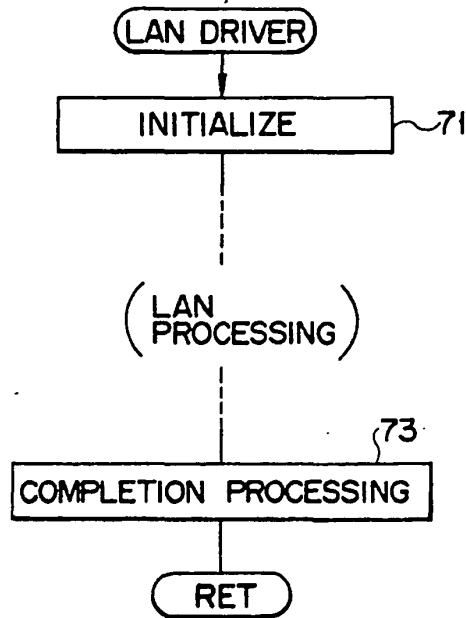 LAN DRIVER
INITIALIZE
71
(LAN
PROCESSING)
73
COMPLETION PROCESSING
RET